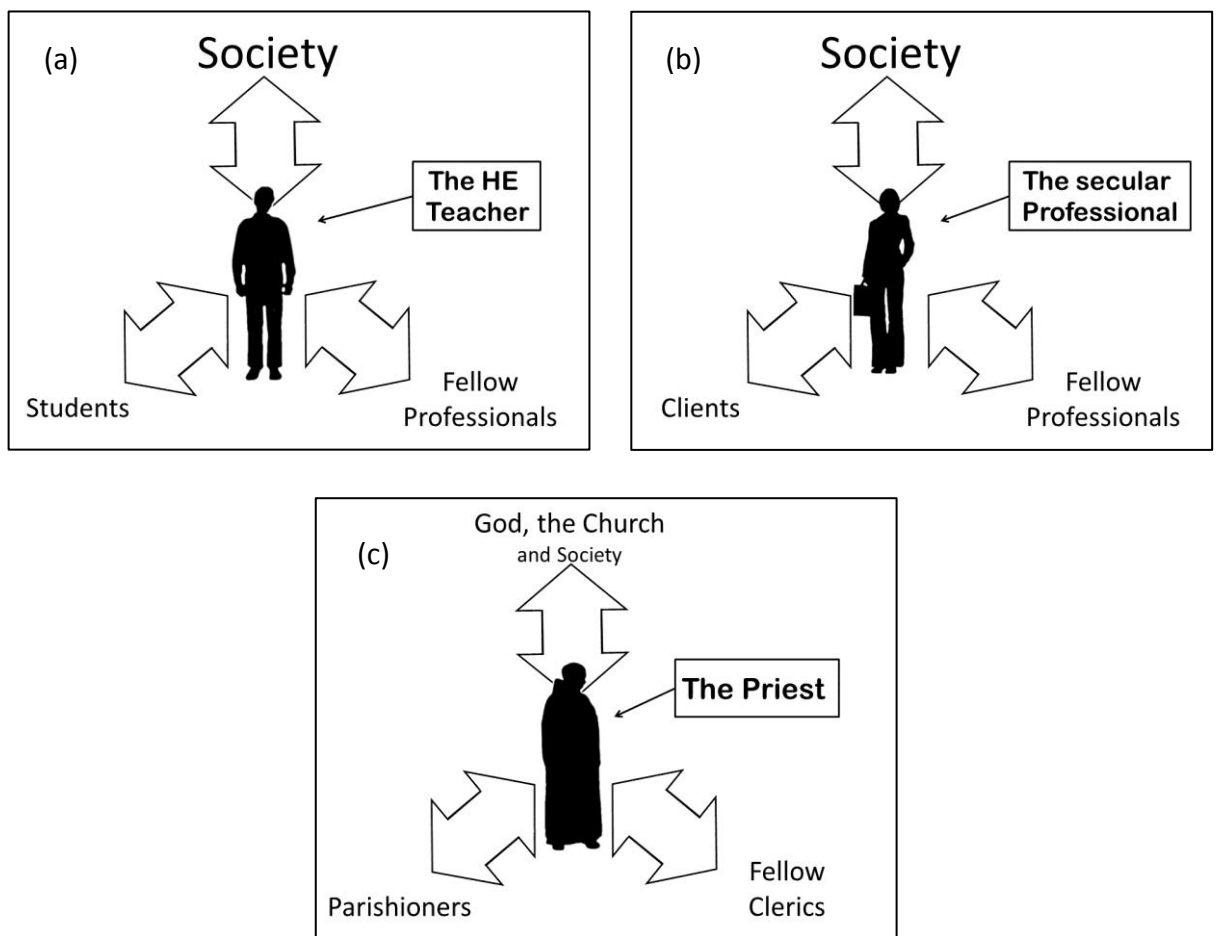 (a)
Society
The HE
Teacher
Students
Fellow
Professionals
(b)
Society
The secular
Professional
Clients
Fellow
Professionals
(c)
God, the Church
and Society
The Priest
Parishioners
Fellow
Clerics